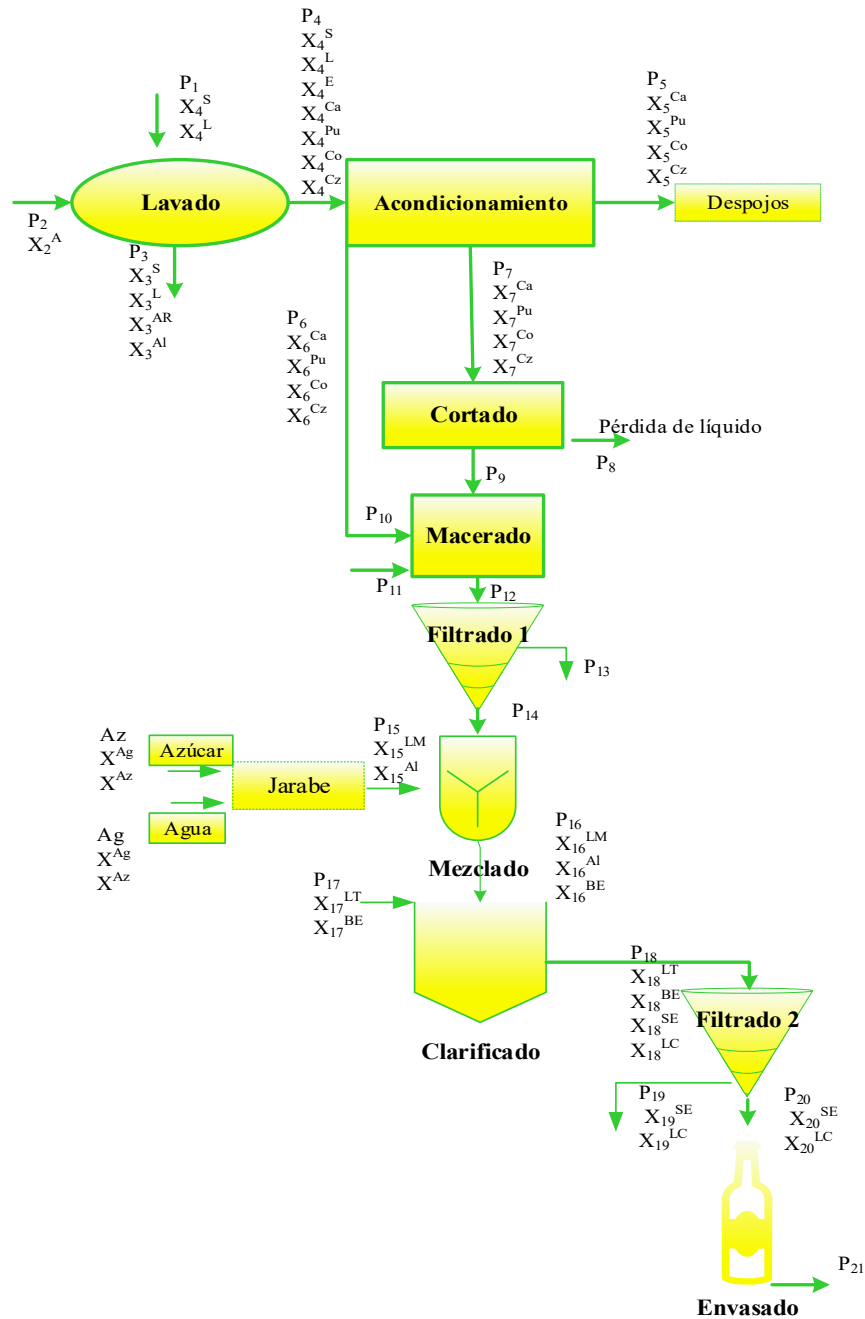 P₄
X₄ˢ
X₄ᴸ
X₄ᴱ
X₄ᶜᵃ
X₄ᴾᵘ
X₄ᶜᵒ
X₄ᶜᶻ
P₁
X₄ˢ
X₄ᴸ
P₅
X₅ᶜᵃ
X₅ᴾᵘ
X₅ᶜᵒ
X₅ᶜᶻ
Lavado
Acondicionamiento
Despojos
P₂
X₂ᴬ
P₃
X₃ˢ
X₃ᴸ
X₃ᴬᴿ
X₃ᴬˡ
P₆
X₆ᶜᵃ
X₆ᴾᵘ
X₆ᶜᵒ
X₆ᶜᶻ
P₇
X₇ᶜᵃ
X₇ᴾᵘ
X₇ᶜᵒ
X₇ᶜᶻ
Cortado
Pérdida de líquido
P₈
P₉
P₁₀
Macerado
P₁₁
P₁₂
Filtrado 1
P₁₃
P₁₄
Az
Xᴬᵍ
Xᴬᶻ
Azúcar
Jarabe
Agua
Ag
Xᴬᵍ
Xᴬᶻ
P₁₅
X₁₅ᴸᴹ
X₁₅ᴬˡ
Mezclado
P₁₆
X₁₆ᴸᴹ
X₁₆ᴬˡ
X₁₆ᴮᴱ
P₁₇
X₁₇ᴸᵀ
X₁₇ᴮᴱ
Clarificado
P₁₈
X₁₈ᴸᵀ
X₁₈ᴮᴱ
X₁₈ˢᴱ
X₁₈ᴸᶜ
Filtrado 2
P₁₉
X₁₉ˢᴱ
X₁₉ᴸᶜ
P₂₀
X₂₀ˢᴱ
X₂₀ᴸᶜ
P₂₁
Envasado